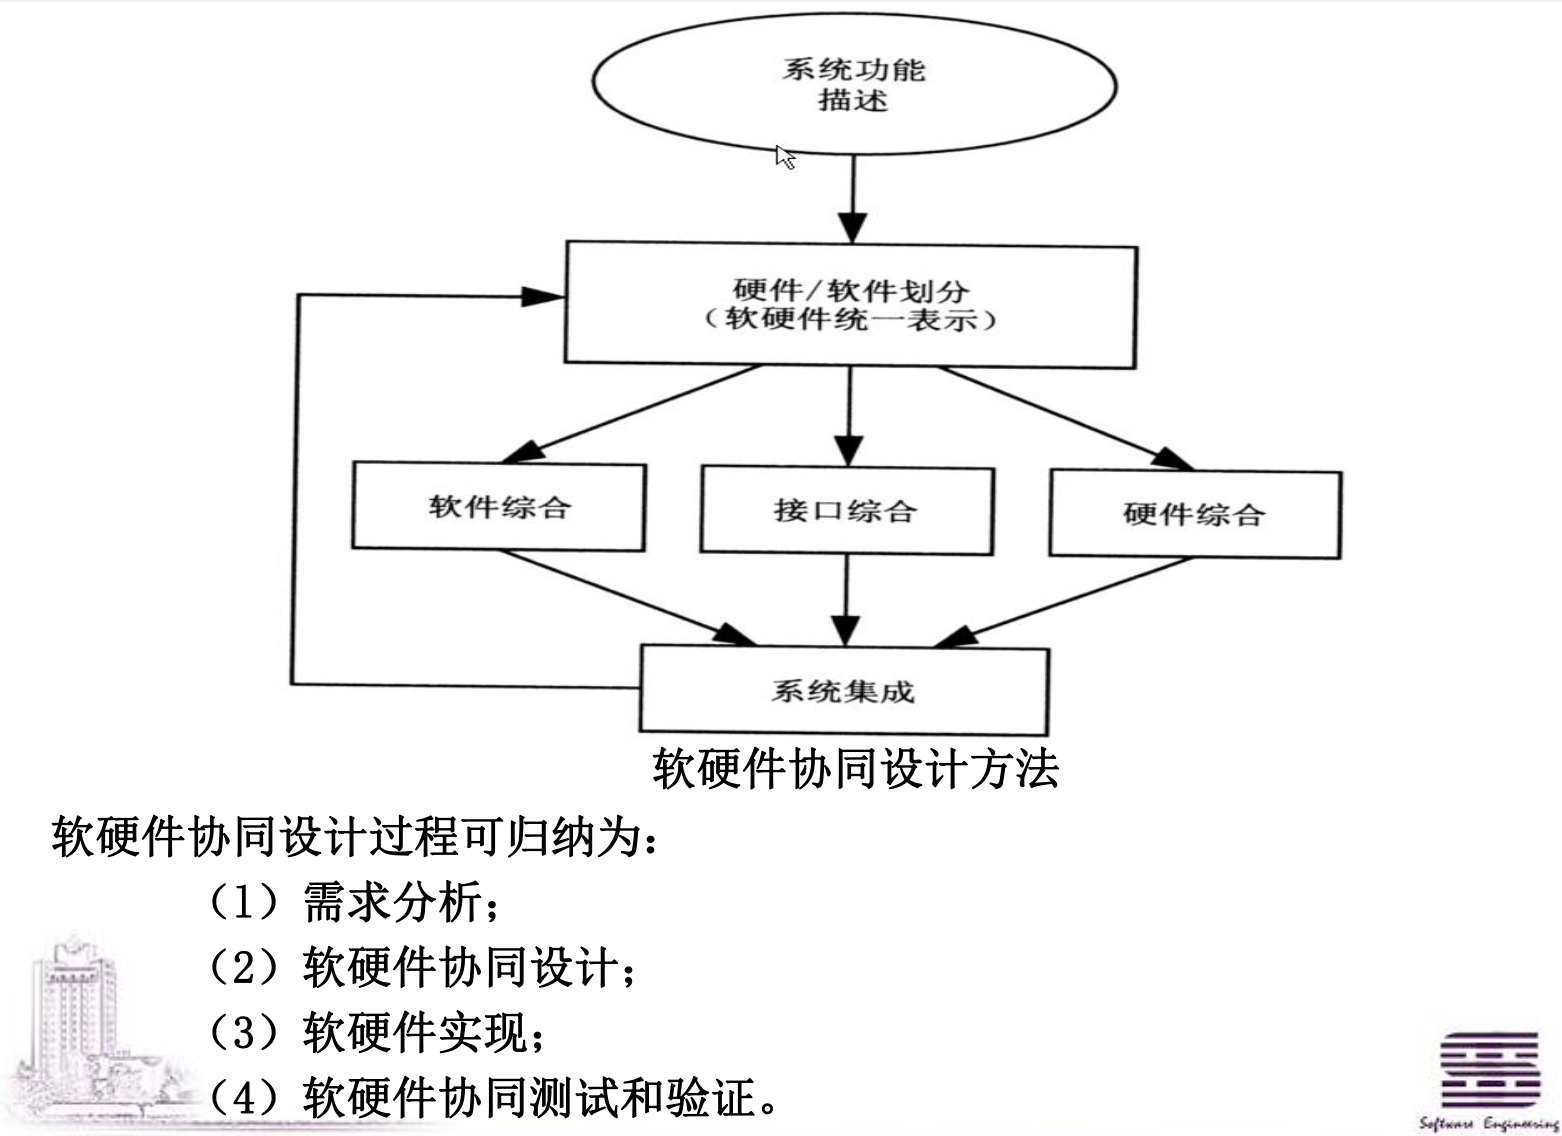 系统功能
描述
硬件/软件划分
（软硬件统一表示）
软件综合
接口综合
硬件综合
系统集成
软硬件协同设计方法
软硬件协同设计过程可归纳为：
（1）需求分析；
（2）软硬件协同设计；
（3）软硬件实现；
（4）软硬件协同测试和验证。
Software Engineering